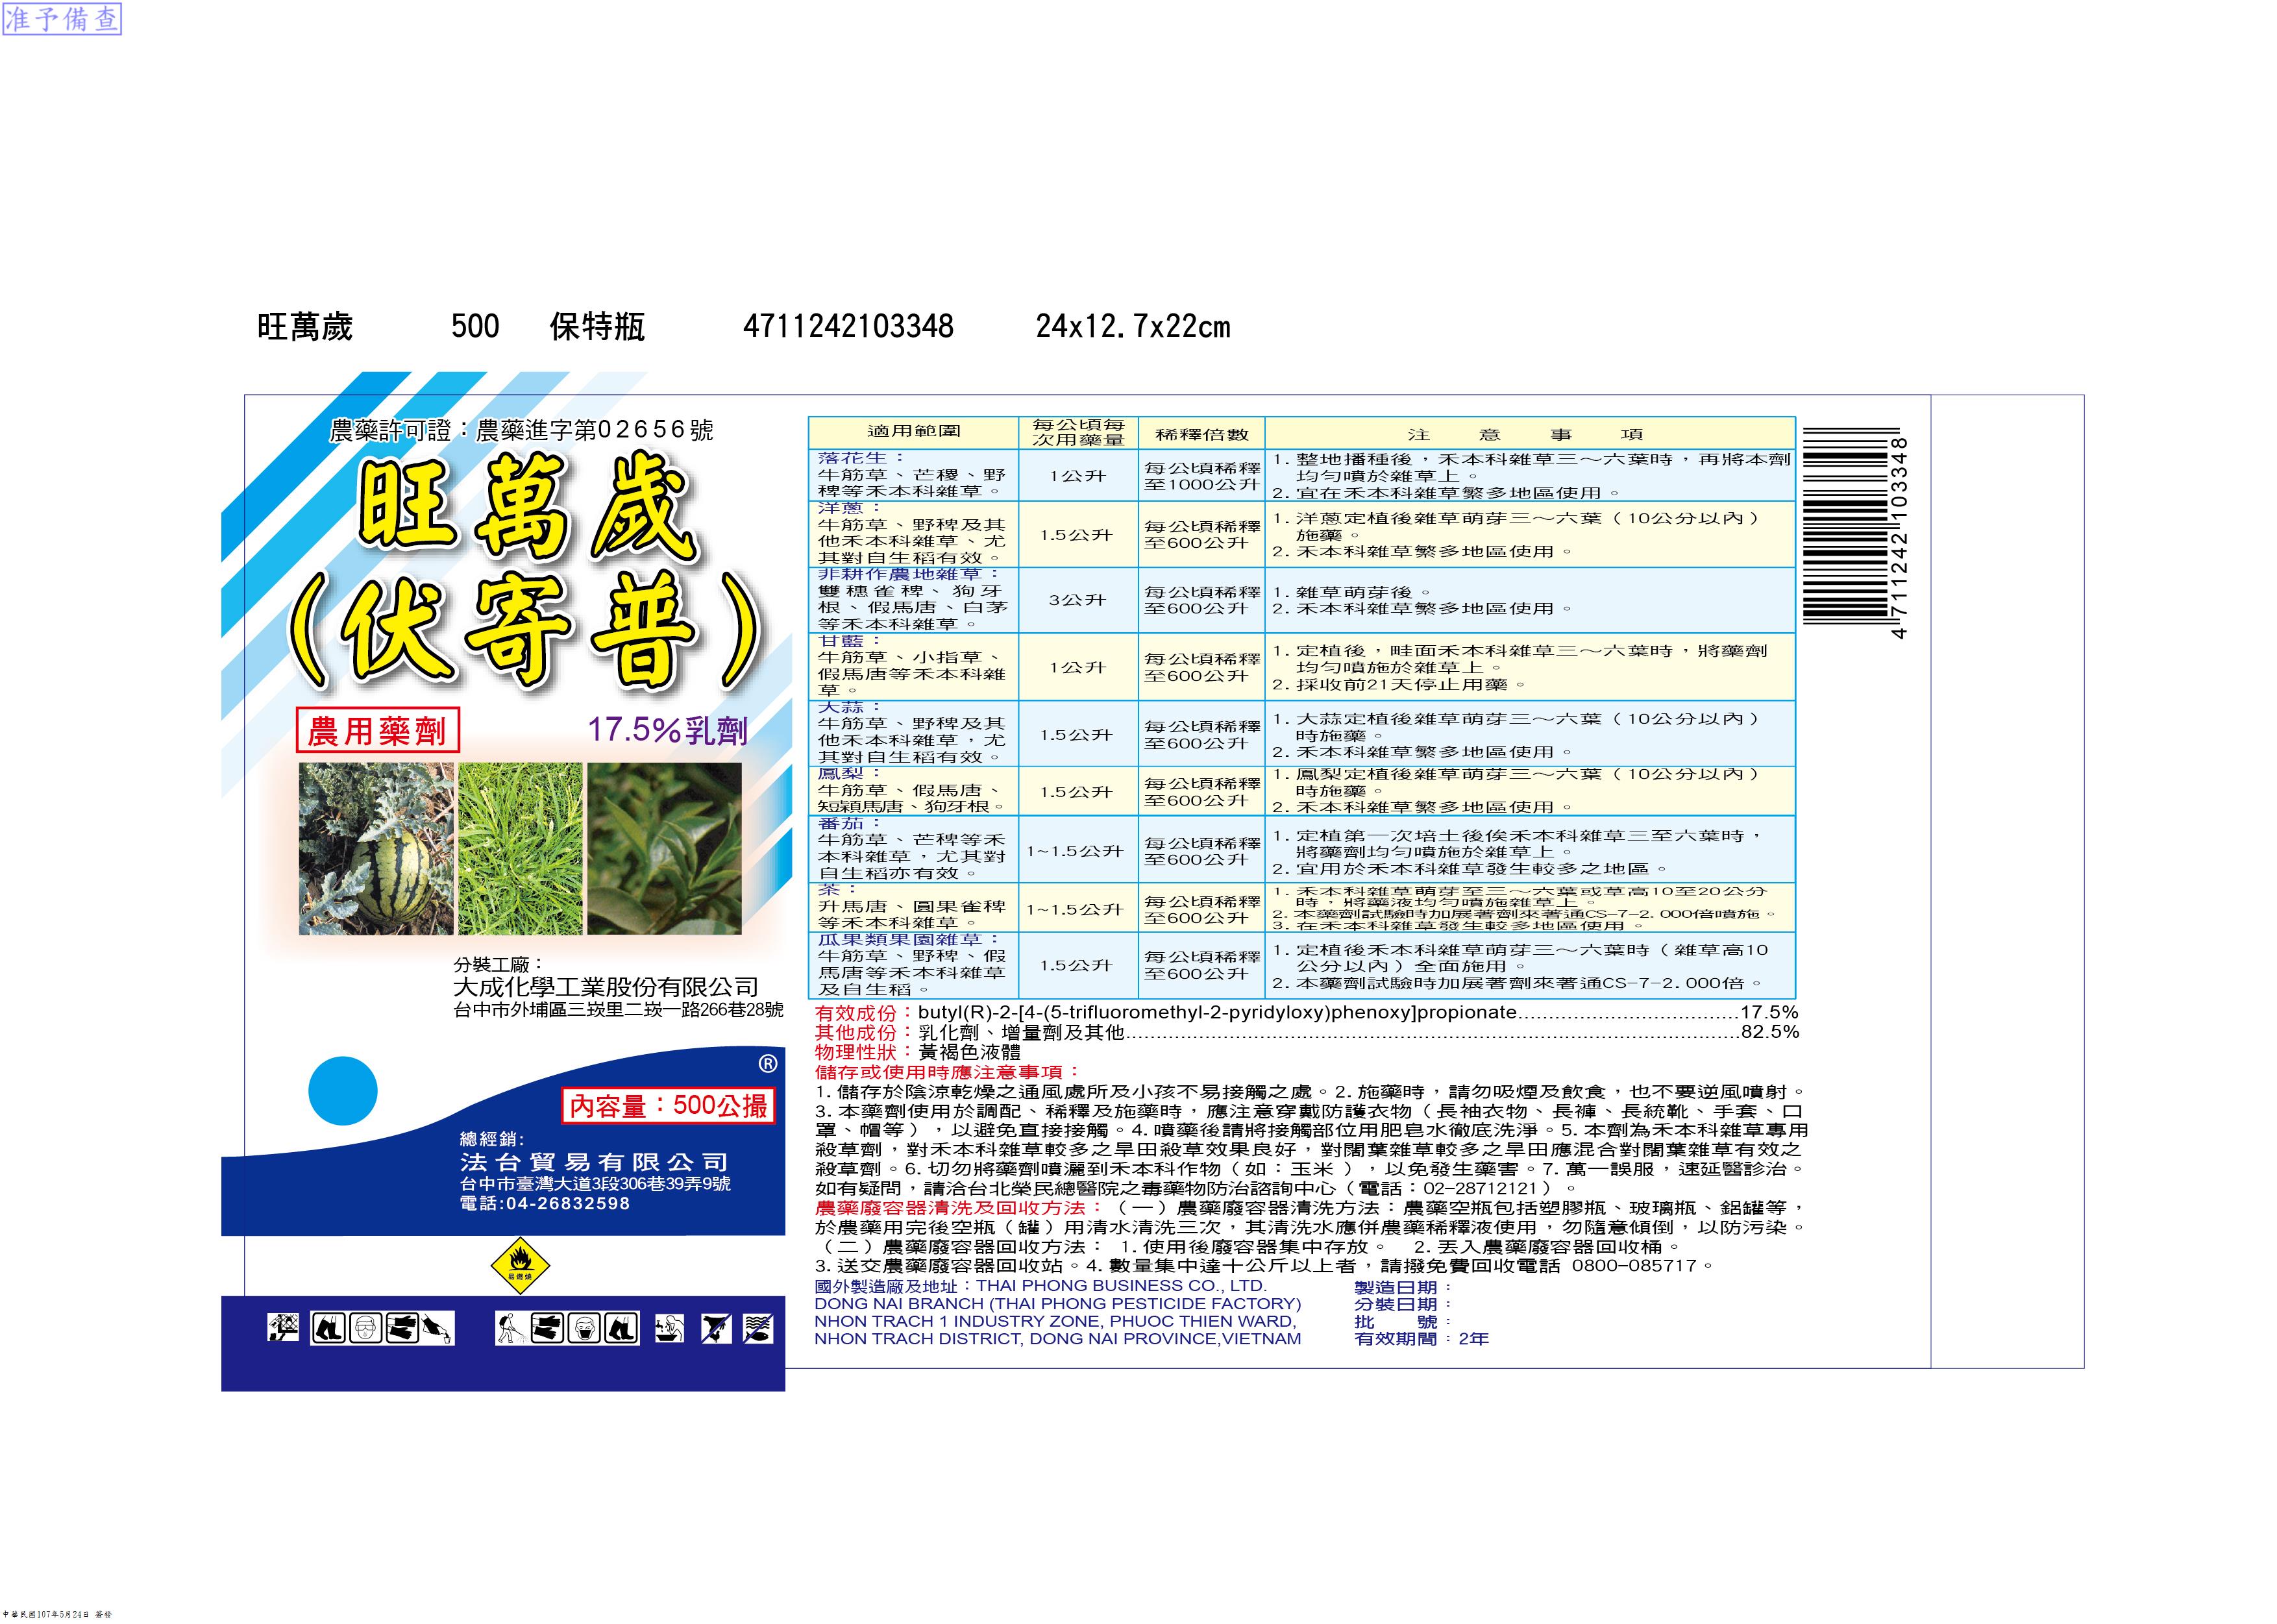 准予備查
旺萬歲 500 保特瓶 4711242103348 24x12.7x22cm
農藥許可證：農藥進字第02656號
旺萬歲
(伏寄普)
農用藥劑
17.5%乳劑
分裝工廠：
大成化學工業股份有限公司
台中市外埔區三崁里二崁一路266巷28號
®
內容量：500公撮
總經銷:
法台貿易有限公司
台中市臺灣大道3段306巷39弄9號
電話:04-26832598
易燃燒
適用範圍 每公頃每次用藥量 稀釋倍數 注意事項
落花生：
牛筋草、芒稷、野
稗等禾本科雜草。
1公升
每公頃稀釋
至1000公升
1. 整地播種後，禾本科雜草三～六葉時，再將本劑
均勻噴於雜草上。
2. 宜在禾本科雜草繁多地區使用。
洋蔥：
牛筋草、野稗及其
他禾本科雜草、尤
其對自生稻有效。
1.5公升
每公頃稀釋
至600公升
1. 洋蔥定植後雜草萌芽三～六葉（10公分以內）
施藥。
2. 禾本科雜草繁多地區使用。
非耕作農地雜草：
雙穗雀稗、狗牙
根、假馬唐、白茅
等禾本科雜草。
3公升
每公頃稀釋
至600公升
1. 雜草萌芽後。
2. 禾本科雜草繁多地區使用。
甘藍：
牛筋草、小指草、
假馬唐等禾本科雜
草。
1公升
每公頃稀釋
至600公升
1. 定植後，畦面禾本科雜草三～六葉時，將藥劑
均勻噴施於雜草上。
2. 採收前21天停止用藥。
大蒜：
牛筋草、野稗及其
他禾本科雜草，尤
其對自生稻有效。
1.5公升
每公頃稀釋
至600公升
1. 大蒜定植後雜草萌芽三～六葉（10公分以內）
時施藥。
2. 禾本科雜草繁多地區使用。
鳳梨：
牛筋草、假馬唐、
短穎馬唐、狗牙根。
1.5公升
每公頃稀釋
至600公升
1. 鳳梨定植後雜草萌芽三～六葉（10公分以內）
時施藥。
2. 禾本科雜草繁多地區使用。
番茄：
牛筋草、芒稗等禾
本科雜草，尤其對
自生稻亦有效。
1~1.5公升
每公頃稀釋
至600公升
1. 定植第一次培土後俟禾本科雜草三至六葉時，
將藥劑均勻噴施於雜草上。
2. 宜用於禾本科雜草發生較多之地區。
茶：
升馬唐、圓果雀稗
等禾本科雜草。
1~1.5公升
每公頃稀釋
至600公升
1. 禾本科雜草萌芽至三～六葉或草高10至20公分
時，將藥液均勻噴施雜草上。
2. 本藥劑試驗時加展著劑來著通CS-7-2. 000倍噴施。
3. 在禾本科雜草發生較多地區使用。
瓜果類果園雜草：
牛筋草、野稗、假
馬唐等禾本科雜草
及自生稻。
1.5公升
每公頃稀釋
至600公升
1. 定植後禾本科雜草萌芽三～六葉時（雜草高10
公分以內）全面施用。
2. 本藥劑試驗時加展著劑來著通CS-7-2. 000倍。
4711242103348
有效成份：butyl(R)-2-[4-(5-trifluoromethyl-2-pyridyloxy)phenoxy]propionate....................................17.5%
其他成份：乳化劑、增量劑及其他....................................82.5%
物理性狀：黃褐色液體
儲存或使用時應注意事項：
1. 儲存於陰涼乾燥之通風處所及小孩不易接觸之處。2. 施藥時，請勿吸煙及飲食，也不要逆風噴射。
3. 本藥劑使用於調配、稀釋及施藥時，應注意穿戴防護衣物（長袖衣物、長褲、長統靴、手套、口
罩、帽等），以避免直接接觸。4. 噴藥後請將接觸部位用肥皂水徹底洗淨。5. 本劑為禾本科雜草專用
殺草劑，對禾本科雜草較多之旱田殺草效果良好，對闊葉雜草較多之旱田應混合對闊葉雜草有效之
殺草劑。6. 切勿將藥劑噴灑到禾本科作物（如：玉米），以免發生藥害。7. 萬一誤服，速延醫診治。
如有疑問，請洽台北榮民總醫院之毒藥物防治諮詢中心（電話：02-28712121）。
農藥廢容器清洗及回收方法：（一）農藥廢容器清洗方法：農藥空瓶包括塑膠瓶、玻璃瓶、鋁罐等，
於農藥用完後空瓶（罐）用清水清洗三次，其清洗水應併農藥稀釋液使用，勿隨意傾倒，以防污染。
（二）農藥廢容器回收方法： 1. 使用後廢容器集中存放。 2. 丟入農藥廢容器回收桶。
3. 送交農藥廢容器回收站。4. 數量集中達十公斤以上者，請撥免費回收電話 0800-085717。
國外製造廠及地址：THAI PHONG BUSINESS CO., LTD.
DONG NAI BRANCH (THAI PHONG PESTICIDE FACTORY)
NHON TRACH 1 INDUSTRY ZONE, PHUOC THIEN WARD,
NHON TRACH DISTRICT, DONG NAI PROVINCE,VIETNAM
製造日期：
分裝日期：
批 號：
有效期間：2年
中華民國107年5月24日 簽發